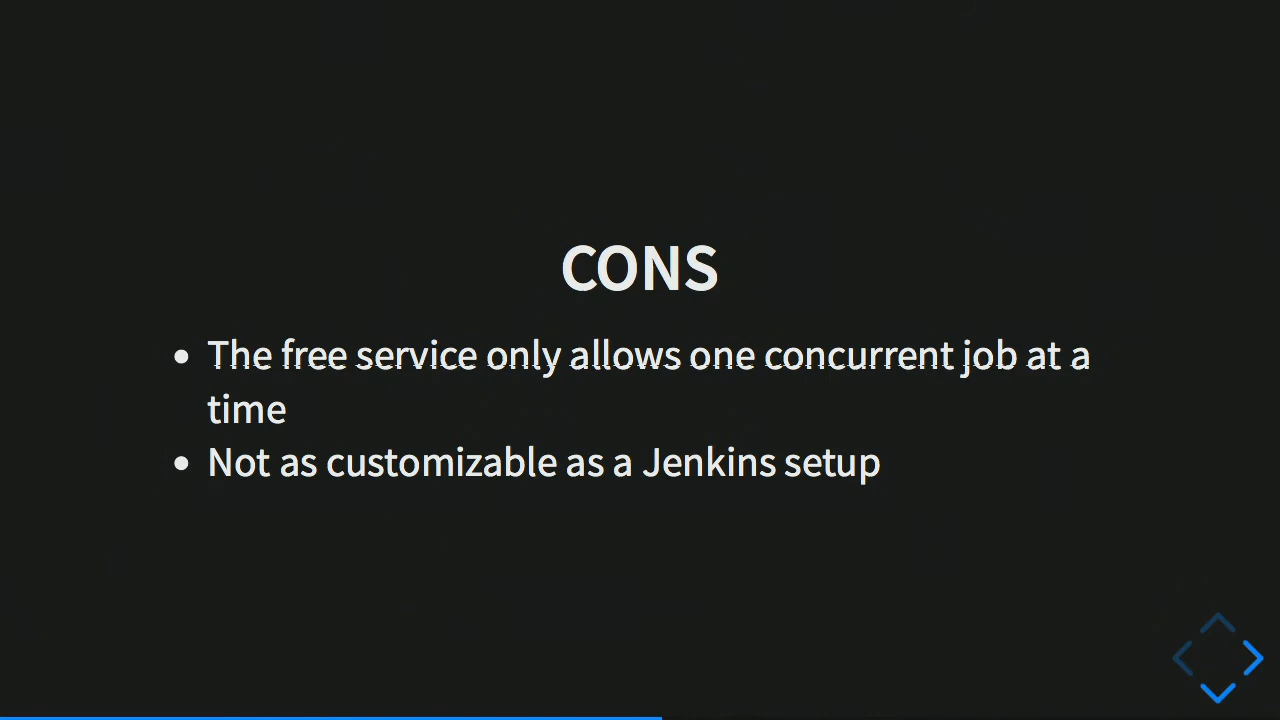 CONS
• The free service only allows one concurrent job at a
time
• Not as customizable as a Jenkins setup